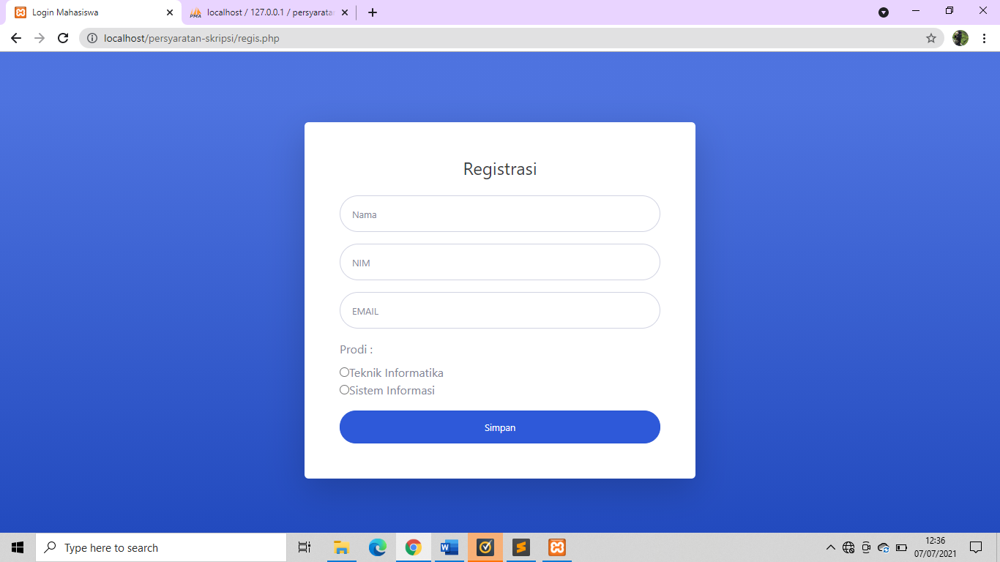 Login Mahasiswa
localhost / 127.0.0.1 / persyaratan
localhost/persyaratan-skripsi/regis.php
Registrasi
Nama
NIM
EMAIL
Prodi :
Teknik Informatika
Sistem Informasi
Simpan
Type here to search
12:36
07/07/2021